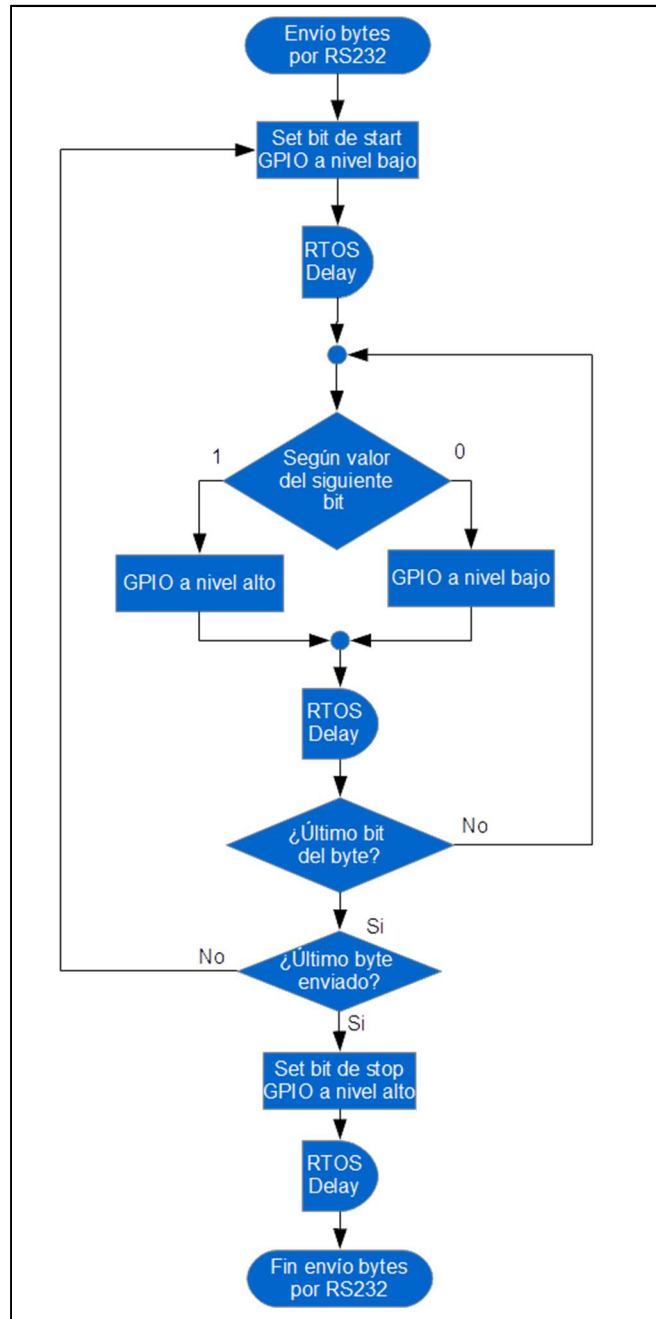 Envío bytes
por RS232
Set bit de start
GPIO a nivel bajo
RTOS
Delay
1
Según valor
del siguiente
bit
0
GPIO a nivel alto
GPIO a nivel bajo
RTOS
Delay
¿Último bit
del byte?
No
Si
No
¿Último byte
enviado?
Si
Set bit de stop
GPIO a nivel alto
RTOS
Delay
Fin envío bytes
por RS232